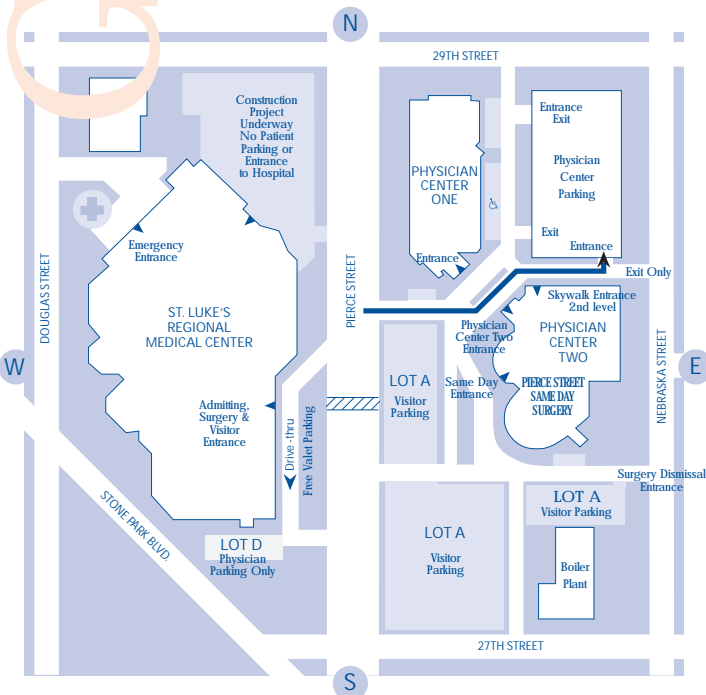 N
29TH STREET
Construction
Project
Underway
No Patient
Parking or
Entrance
to Hospital
Entrance
Exit
Physician
Center
Parking
Exit
Entrance
PHYSICIAN
CENTER
ONE
Entrance
Emergency
Entrance
DOUGLAS STREET
PIERCE STREET
Exit Only
Skywalk Entrance
2nd level
ST. LUKE'S
REGIONAL
MEDICAL CENTER
Physician
Center Two
Entrance
PHYSICIAN
CENTER
TWO
NEBRASKA STREET
W
E
LOT A
Visitor
Parking
Same Day
Entrance
PIERCE STREET
SAME DAY
SURGERY
Admitting,
Surgery &
Visitor
Entrance
Drive-thru
Free Valet Parking
Surgery Dismissal
Entrance
STONE PARK BLVD.
LOT A
Visitor Parking
LOT D
Physician
Parking Only
LOT A
Visitor
Parking
Boiler
Plant
27TH STREET
S